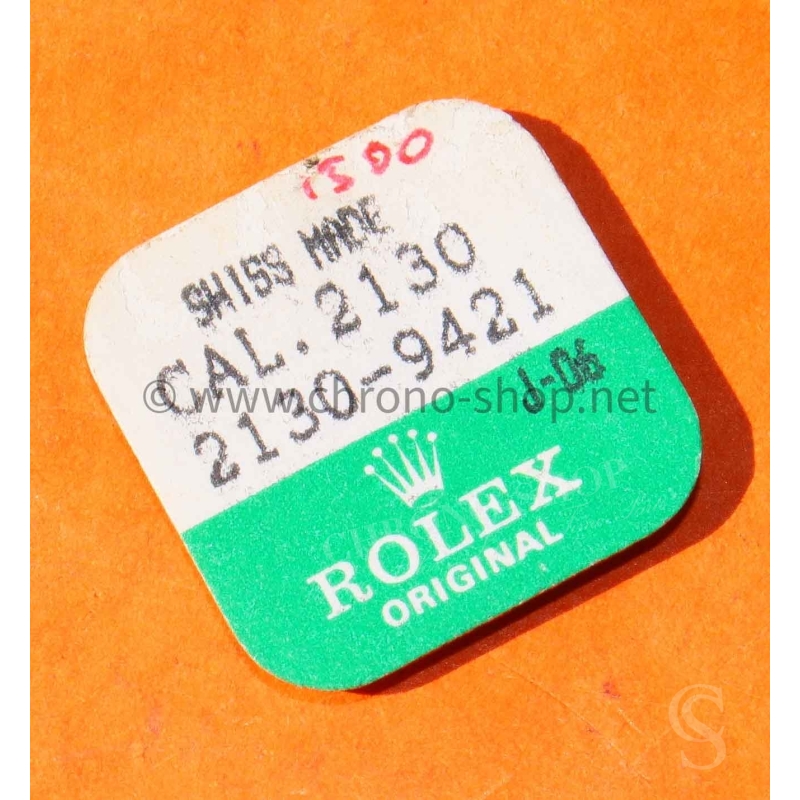 1500
SWISS MADE
CAL. 2130
2130-9421
J-06
© www.chrono-shop.net
ROLEX
ORIGINAL